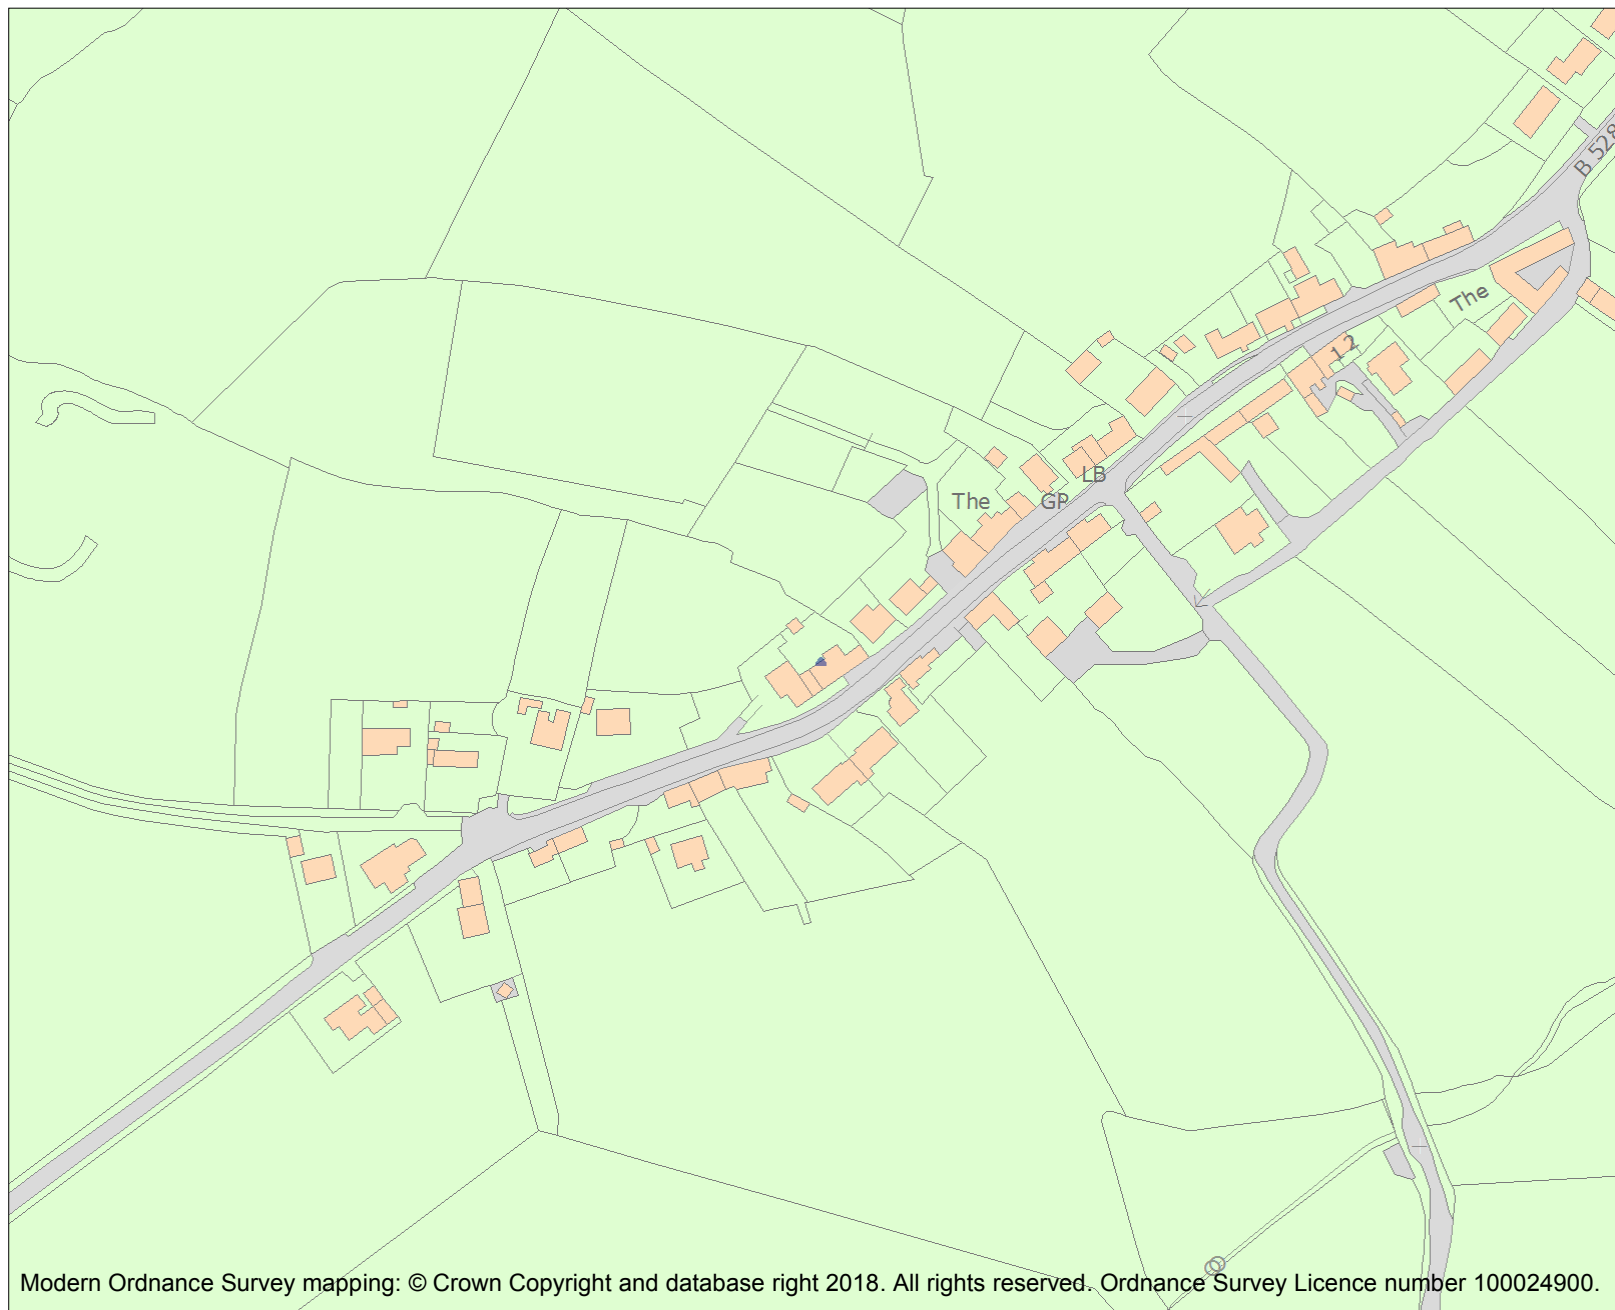 B 528
The
1 2
LB
The
GP
Modern Ordnance Survey mapping: © Crown Copyright and database right 2018. All rights reserved. Ordnance Survey Licence number 100024900.